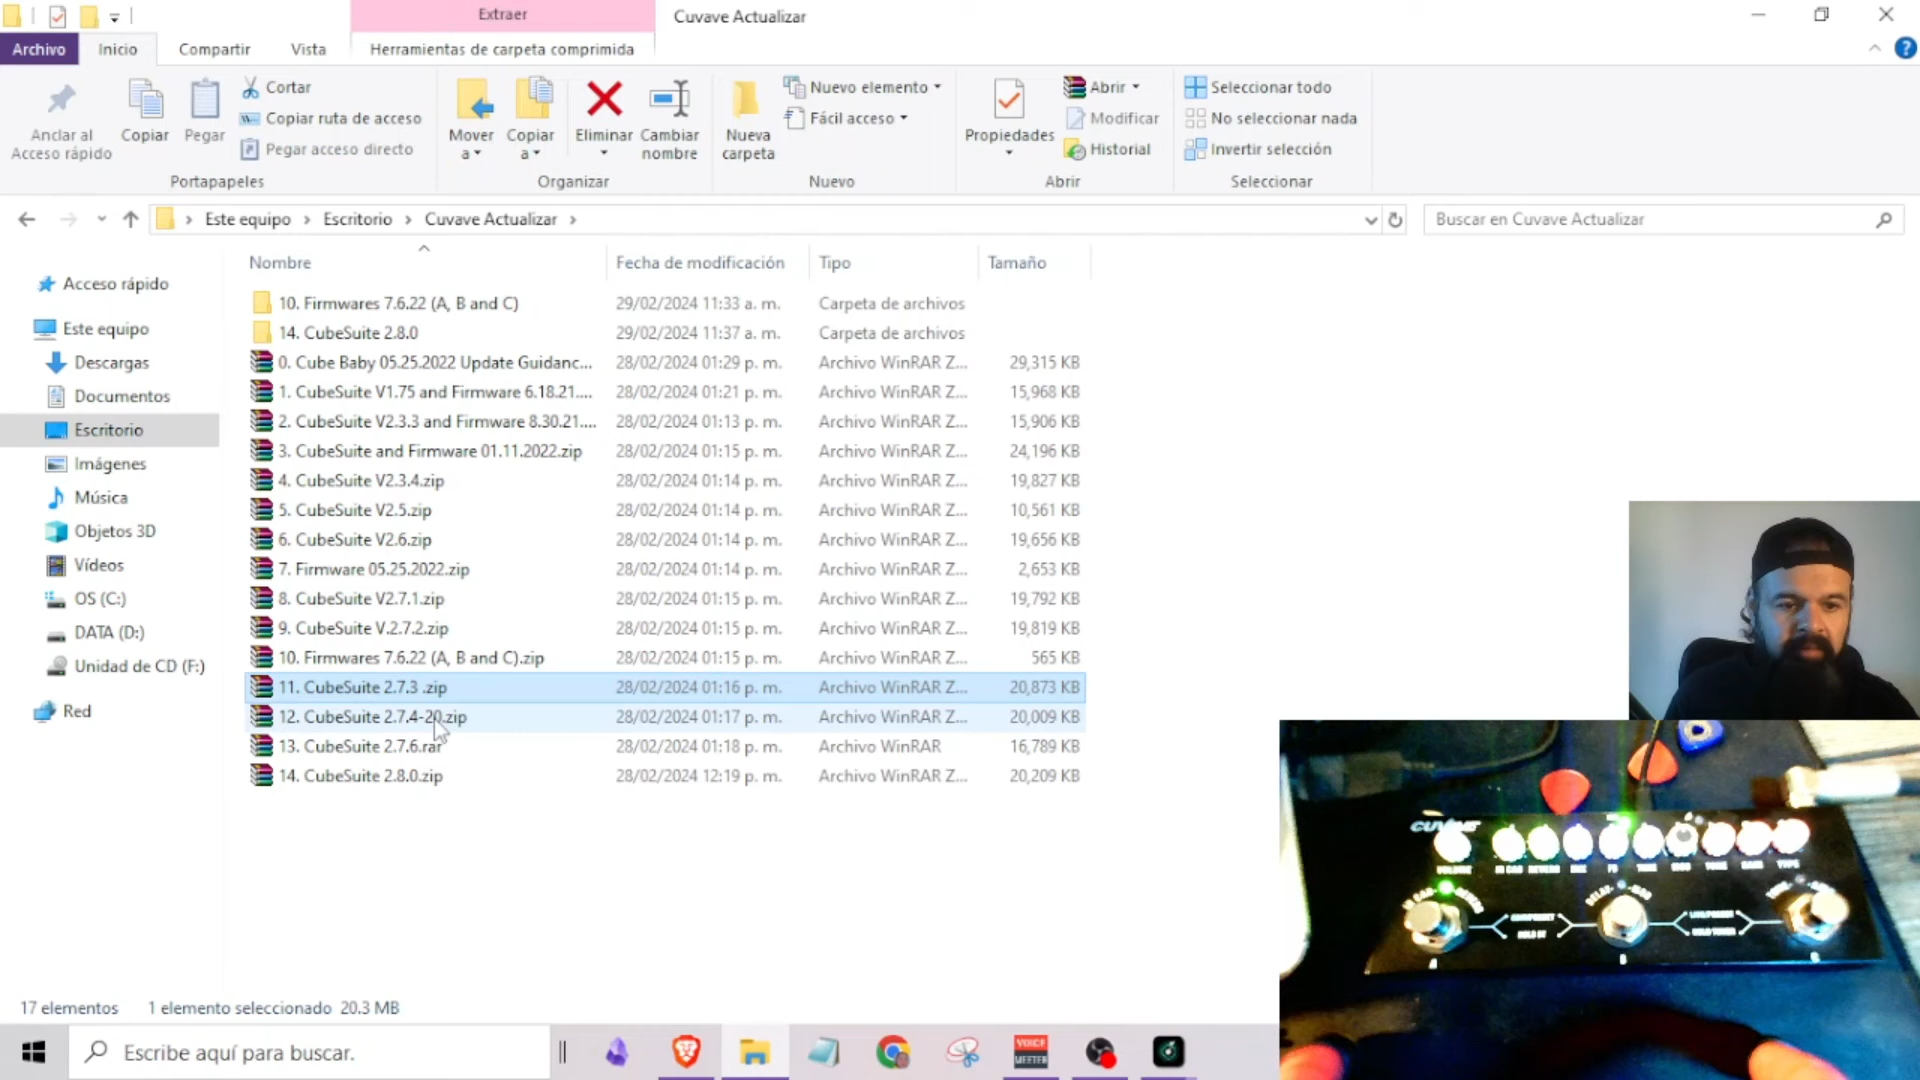 Extraer
Cuvave Actualizar
Archivo
Inicio
Compartir
Vista
Herramientas de carpeta comprimida
Anclar al
Acceso rápido
Copiar
Pegar
Cortar
Copiar ruta de acceso
Pegar acceso directo
Portapapeles
Mover
a
Copiar
a
Eliminar
Cambiar
nombre
Organizar
Nueva
carpeta
Nuevo elemento
Fácil acceso
Nuevo
Propiedades
Abrir
Modificar
Historial
Abrir
Seleccionar todo
No seleccionar nada
Invertir selección
Seleccionar
Este equipo > Escritorio > Cuvave Actualizar >
Buscar en Cuvave Actualizar
Acceso rápido
Este equipo
Descargas
Documentos
Escritorio
Imágenes
Música
Objetos 3D
Vídeos
OS (C:)
DATA (D:)
Unidad de CD (F:)
Red
Nombre Fecha de modificación Tipo Tamaño
10. Firmwares 7.6.22 (A, B and C) 29/02/2024 11:33 a. m. Carpeta de archivos
14. CubeSuite 2.8.0 29/02/2024 11:37 a. m. Carpeta de archivos
0. Cube Baby 05.25.2022 Update Guidanc... 28/02/2024 01:29 p. m. Archivo WinRAR Z... 29,315 KB
1. CubeSuite V1.75 and Firmware 6.18.21.... 28/02/2024 01:21 p. m. Archivo WinRAR Z... 15,968 KB
2. CubeSuite V2.3.3 and Firmware 8.30.21.... 28/02/2024 01:13 p. m. Archivo WinRAR Z... 15,906 KB
3. CubeSuite and Firmware 01.11.2022.zip 28/02/2024 01:15 p. m. Archivo WinRAR Z... 24,196 KB
4. CubeSuite V2.3.4.zip 28/02/2024 01:14 p. m. Archivo WinRAR Z... 19,827 KB
5. CubeSuite V2.5.zip 28/02/2024 01:14 p. m. Archivo WinRAR Z... 10,561 KB
6. CubeSuite V2.6.zip 28/02/2024 01:14 p. m. Archivo WinRAR Z... 19,656 KB
7. Firmware 05.25.2022.zip 28/02/2024 01:14 p. m. Archivo WinRAR Z... 2,653 KB
8. CubeSuite V2.7.1.zip 28/02/2024 01:15 p. m. Archivo WinRAR Z... 19,792 KB
9. CubeSuite V.2.7.2.zip 28/02/2024 01:15 p. m. Archivo WinRAR Z... 19,819 KB
10. Firmwares 7.6.22 (A, B and C).zip 28/02/2024 01:15 p. m. Archivo WinRAR Z... 565 KB
11. CubeSuite 2.7.3 .zip 28/02/2024 01:16 p. m. Archivo WinRAR Z... 20,873 KB
12. CubeSuite 2.7.4-20.zip 28/02/2024 01:17 p. m. Archivo WinRAR Z... 20,009 KB
13. CubeSuite 2.7.6.rar 28/02/2024 01:18 p. m. Archivo WinRAR 16,789 KB
14. CubeSuite 2.8.0.zip 28/02/2024 12:19 p. m. Archivo WinRAR Z... 20,209 KB
17 elementos 1 elemento seleccionado 20.3 MB
Escribe aquí para buscar.
VOICE
MEETER
VOLUME
IR CAB
REVERB
TYPE
A
B